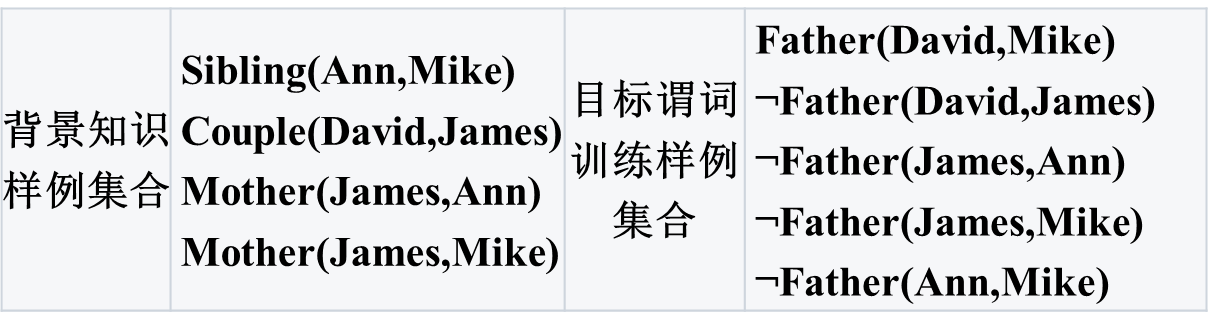 背景知识
样例集合
Sibling(Ann,Mike)
Couple(David,James)
Mother(James,Ann)
Mother(James,Mike)
目标谓词
训练样例
集合
Father(David,Mike)
¬Father(David,James)
¬Father(James,Ann)
¬Father(James,Mike)
¬Father(Ann,Mike)